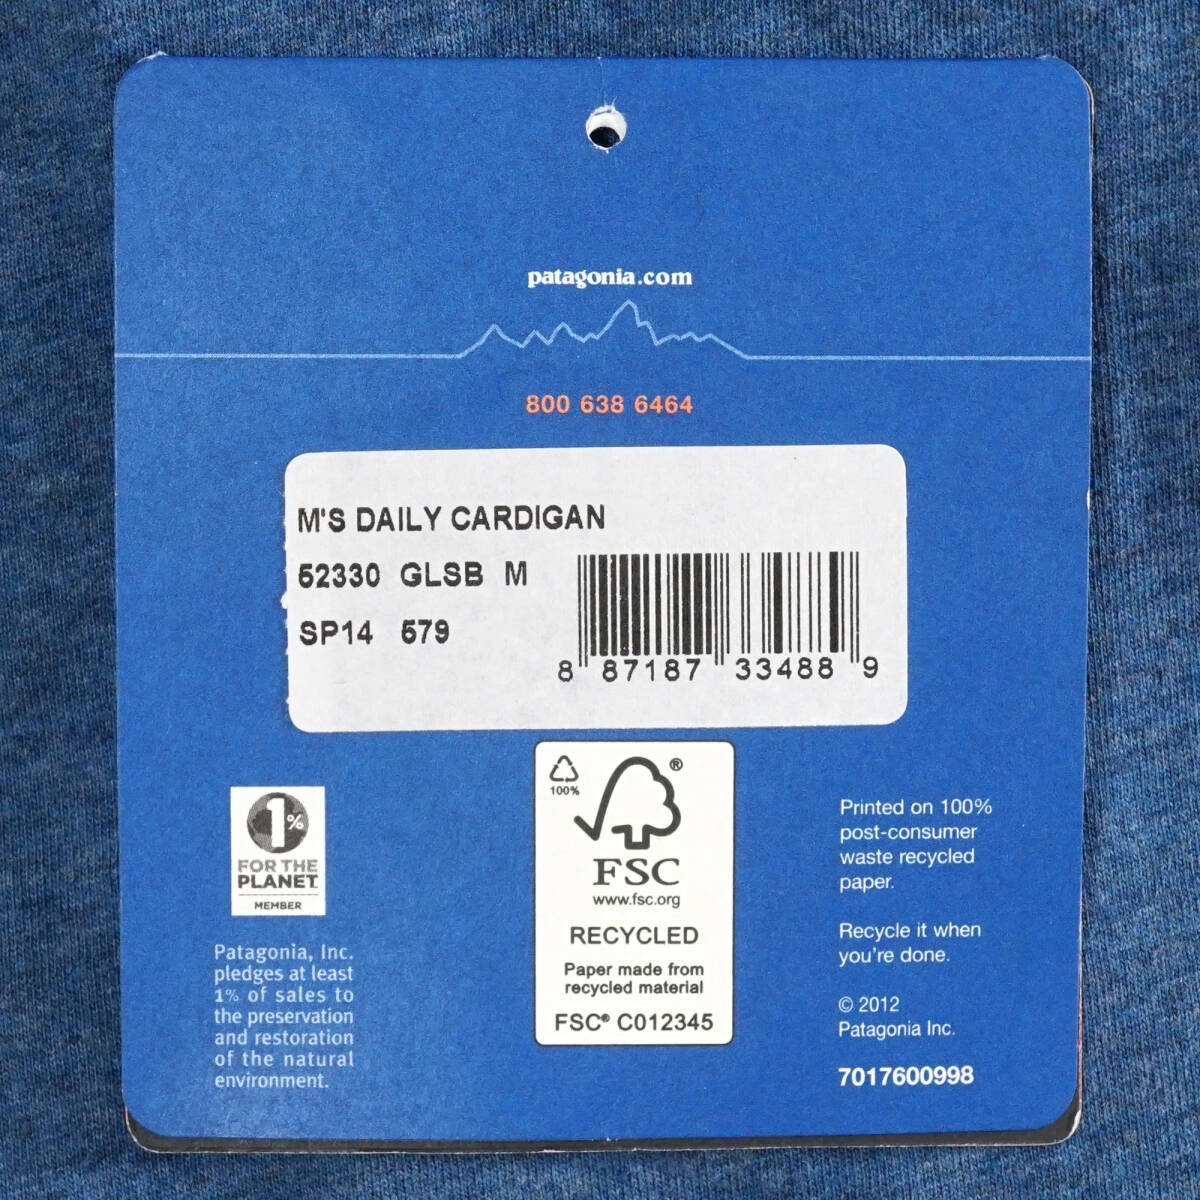 patagonia.com
800 638 6464
M'S DAILY CARDIGAN
52330 GLSB M
SP14 579
8 87187 33488 9
1%
FOR THE
PLANET
MEMBER
Patagonia, Inc.
pledges at least
1% of sales to
the preservation
and restoration
of the natural
environment.
100%
®
FSC
www.fsc.org
RECYCLED
Paper made from
recycled material
FSC® C012345
Printed on 100%
post-consumer
waste recycled
paper.
Recycle it when
you're done.
© 2012
Patagonia Inc.
7017600998